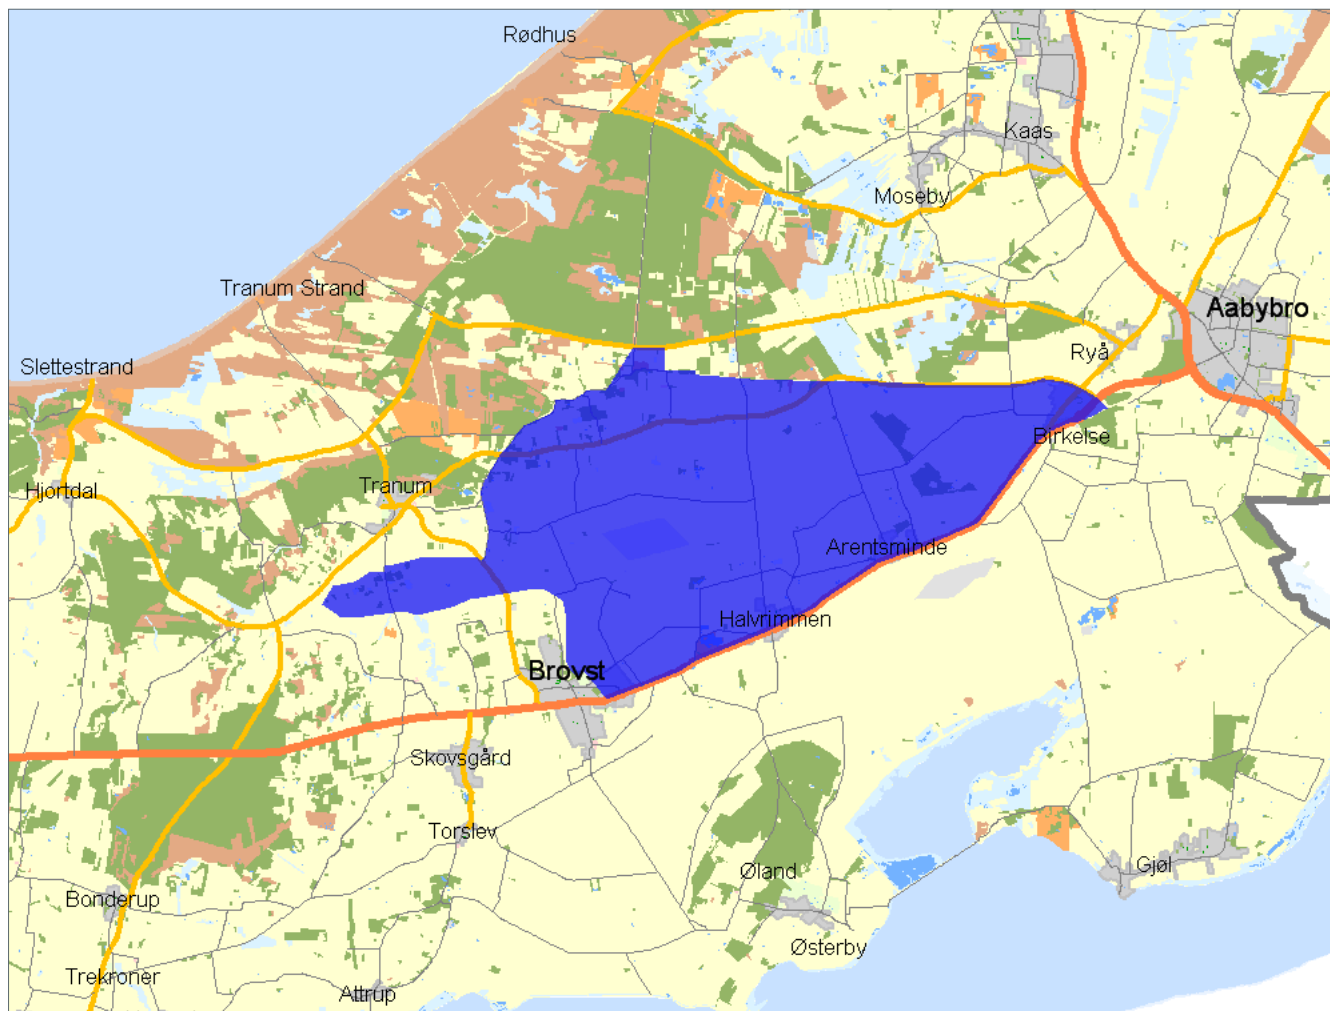 Rødhus
Kaas
Moseby
Tranum Strand
Aabybro
Ryå
Slettestrand
Birkelse
Tranum
Hjortdal
Arentsminde
Halvrimmen
Brovst
Skovsgård
Torslev
Øland
Gjøl
Bonderup
Østerby
Trekroner
Attrup